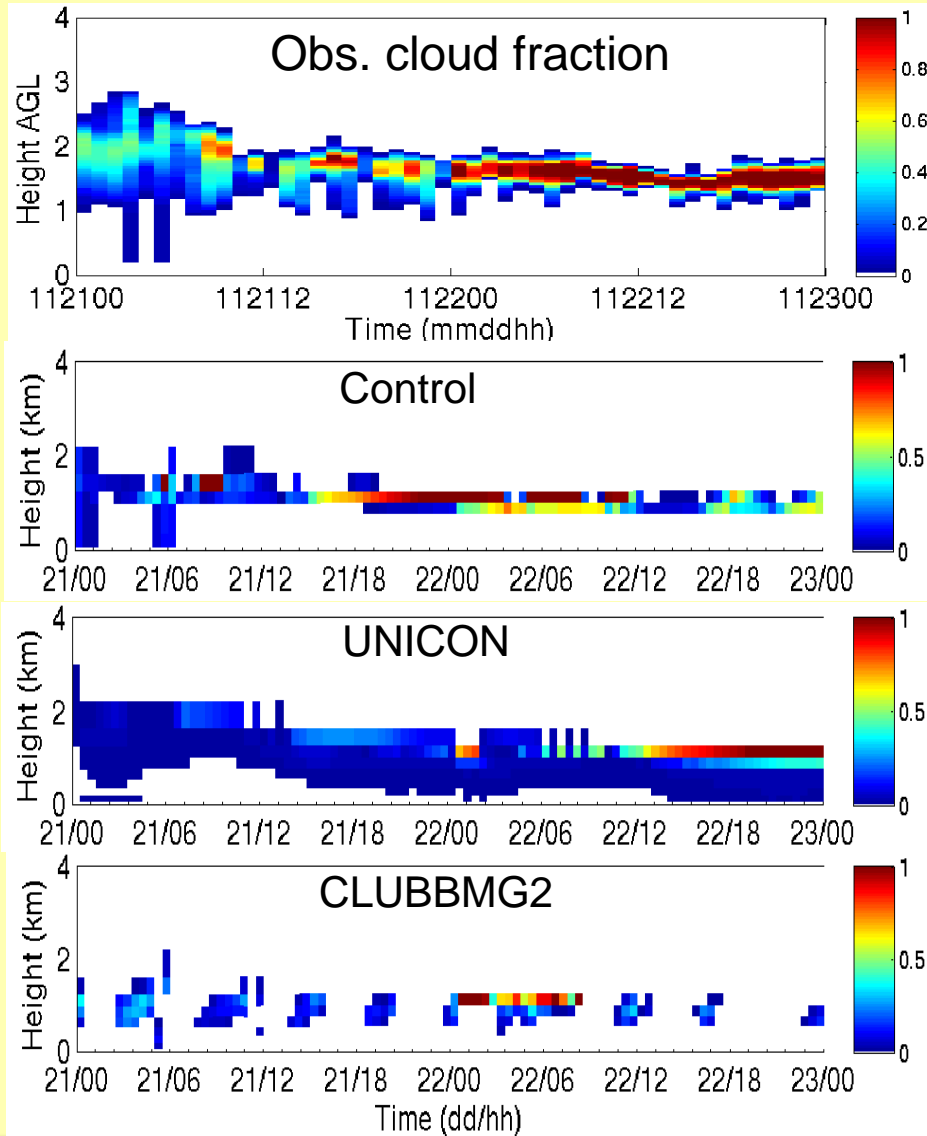 Obs. cloud fraction
Height AGL
4
3
2
1
0
112100 112112 112200 112212 112300
Time (mmddhh)
1
0.8
0.6
0.4
0.2
0
Control
Height (km)
4
2
0
21/00 21/06 21/12 21/18 22/00 22/06 22/12 22/18 23/00
1
0.5
0
UNICON
Height (km)
4
2
0
21/00 21/06 21/12 21/18 22/00 22/06 22/12 22/18 23/00
1
0.5
0
CLUBBMG2
Height (km)
4
2
0
21/00 21/06 21/12 21/18 22/00 22/06 22/12 22/18 23/00
Time (dd/hh)
1
0.5
0